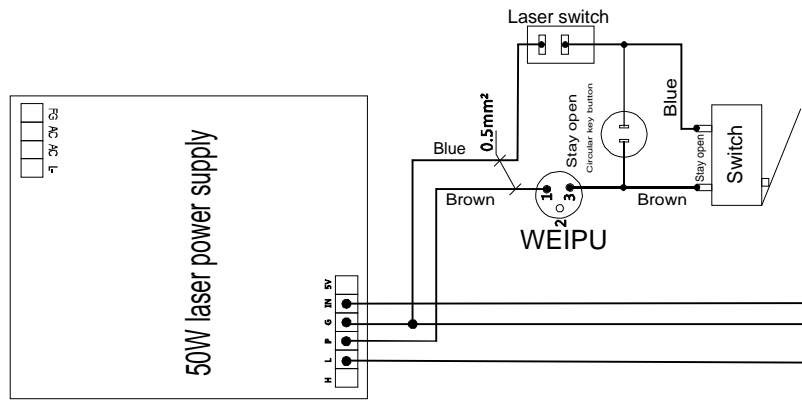 Laser switch
FG
AC
AC
L-
50W laser power supply
5V
IN
G
P
L
H
Blue
Brown
0.5mm²
Stay open
Circular key button
Blue
Stay open
Switch
1
3
2
Brown
WEIPU